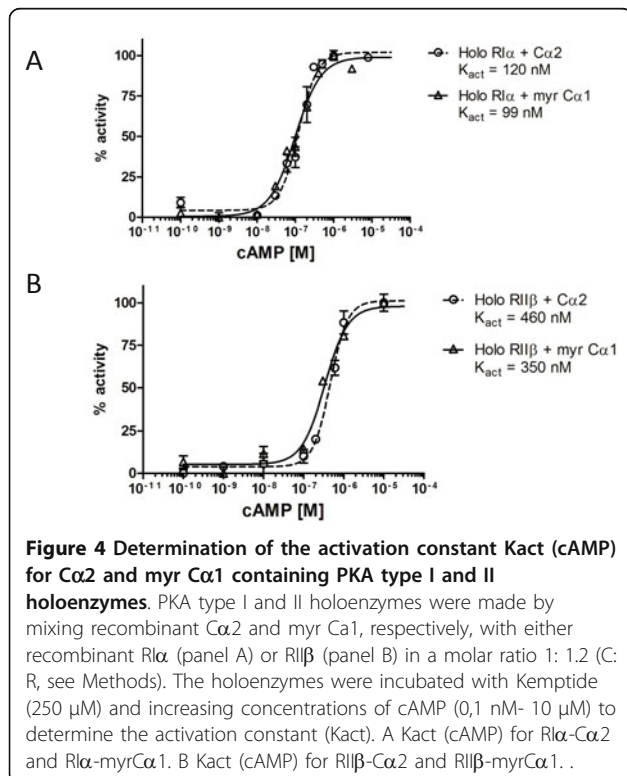 A
100
75
50
25
0
% activity
10-11 10-10 10-9 10-8 10-7 10-6 10-5 10-4
cAMP [M]
Holo RIα + Cα2
Kact = 120 nM
Holo RIα + myr Cα1
Kact = 99 nM
B
100
75
50
25
0
% activity
10-11 10-10 10-9 10-8 10-7 10-6 10-5 10-4
cAMP [M]
Holo RIIβ + Cα2
Kact = 460 nM
Holo RIIβ + myr Cα1
Kact = 350 nM
Figure 4 Determination of the activation constant Kact (cAMP)
for Cα2 and myr Cα1 containing PKA type I and II
holoenzymes. PKA type I and II holoenzymes were made by
mixing recombinant Cα2 and myr Ca1, respectively, with either
recombinant RIα (panel A) or RIIβ (panel B) in a molar ratio 1: 1.2 (C:
R, see Methods). The holoenzymes were incubated with Kemptide
(250 μM) and increasing concentrations of cAMP (0,1 nM- 10 μM) to
determine the activation constant (Kact). A Kact (cAMP) for RIα-Cα2
and RIα-myrCα1. B Kact (cAMP) for RIIβ-Cα2 and RIIβ-myrCα1. .